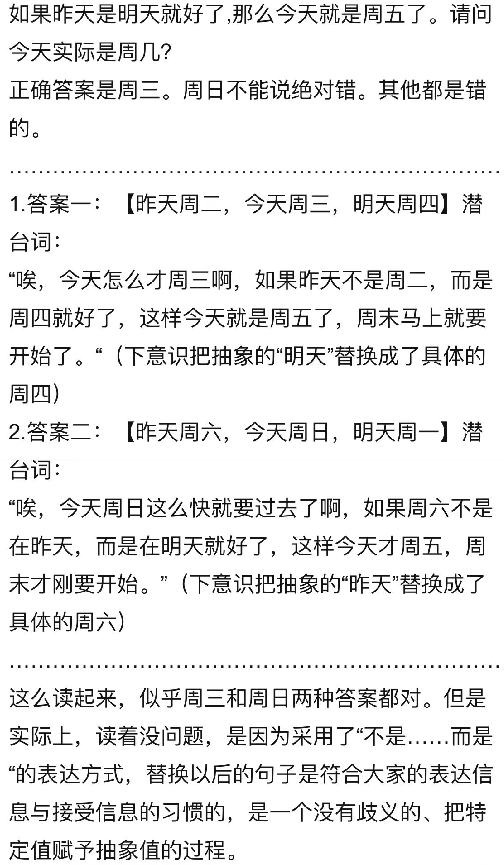 如果昨天是明天就好了,那么今天就是周五了。请问
今天实际是周几?
正确答案是周三。周日不能说绝对错。其他都是错
的。
………………………………………………………
1.答案一：【昨天周二，今天周三，明天周四】潜
台词：
“唉，今天怎么才周三啊，如果昨天不是周二，而是
周四就好了，这样今天就是周五了，周末马上就要
开始了。“（下意识把抽象的“明天”替换成了具体的
周四）
2.答案二：【昨天周六，今天周日，明天周一】潜
台词：
“唉，今天周日这么快就要过去了啊，如果周六不是
在昨天，而是在明天就好了，这样今天才周五，周
末才刚要开始。”（下意识把抽象的“昨天”替换成了
具体的周六）
………………………………………………………
这么读起来，似乎周三和周日两种答案都对。但是
实际上，读着没问题，是因为采用了“不是……而是
“的表达方式，替换以后的句子是符合大家的表达信
息与接受信息的习惯的，是一个没有歧义的、把特
定值赋予抽象值的过程。